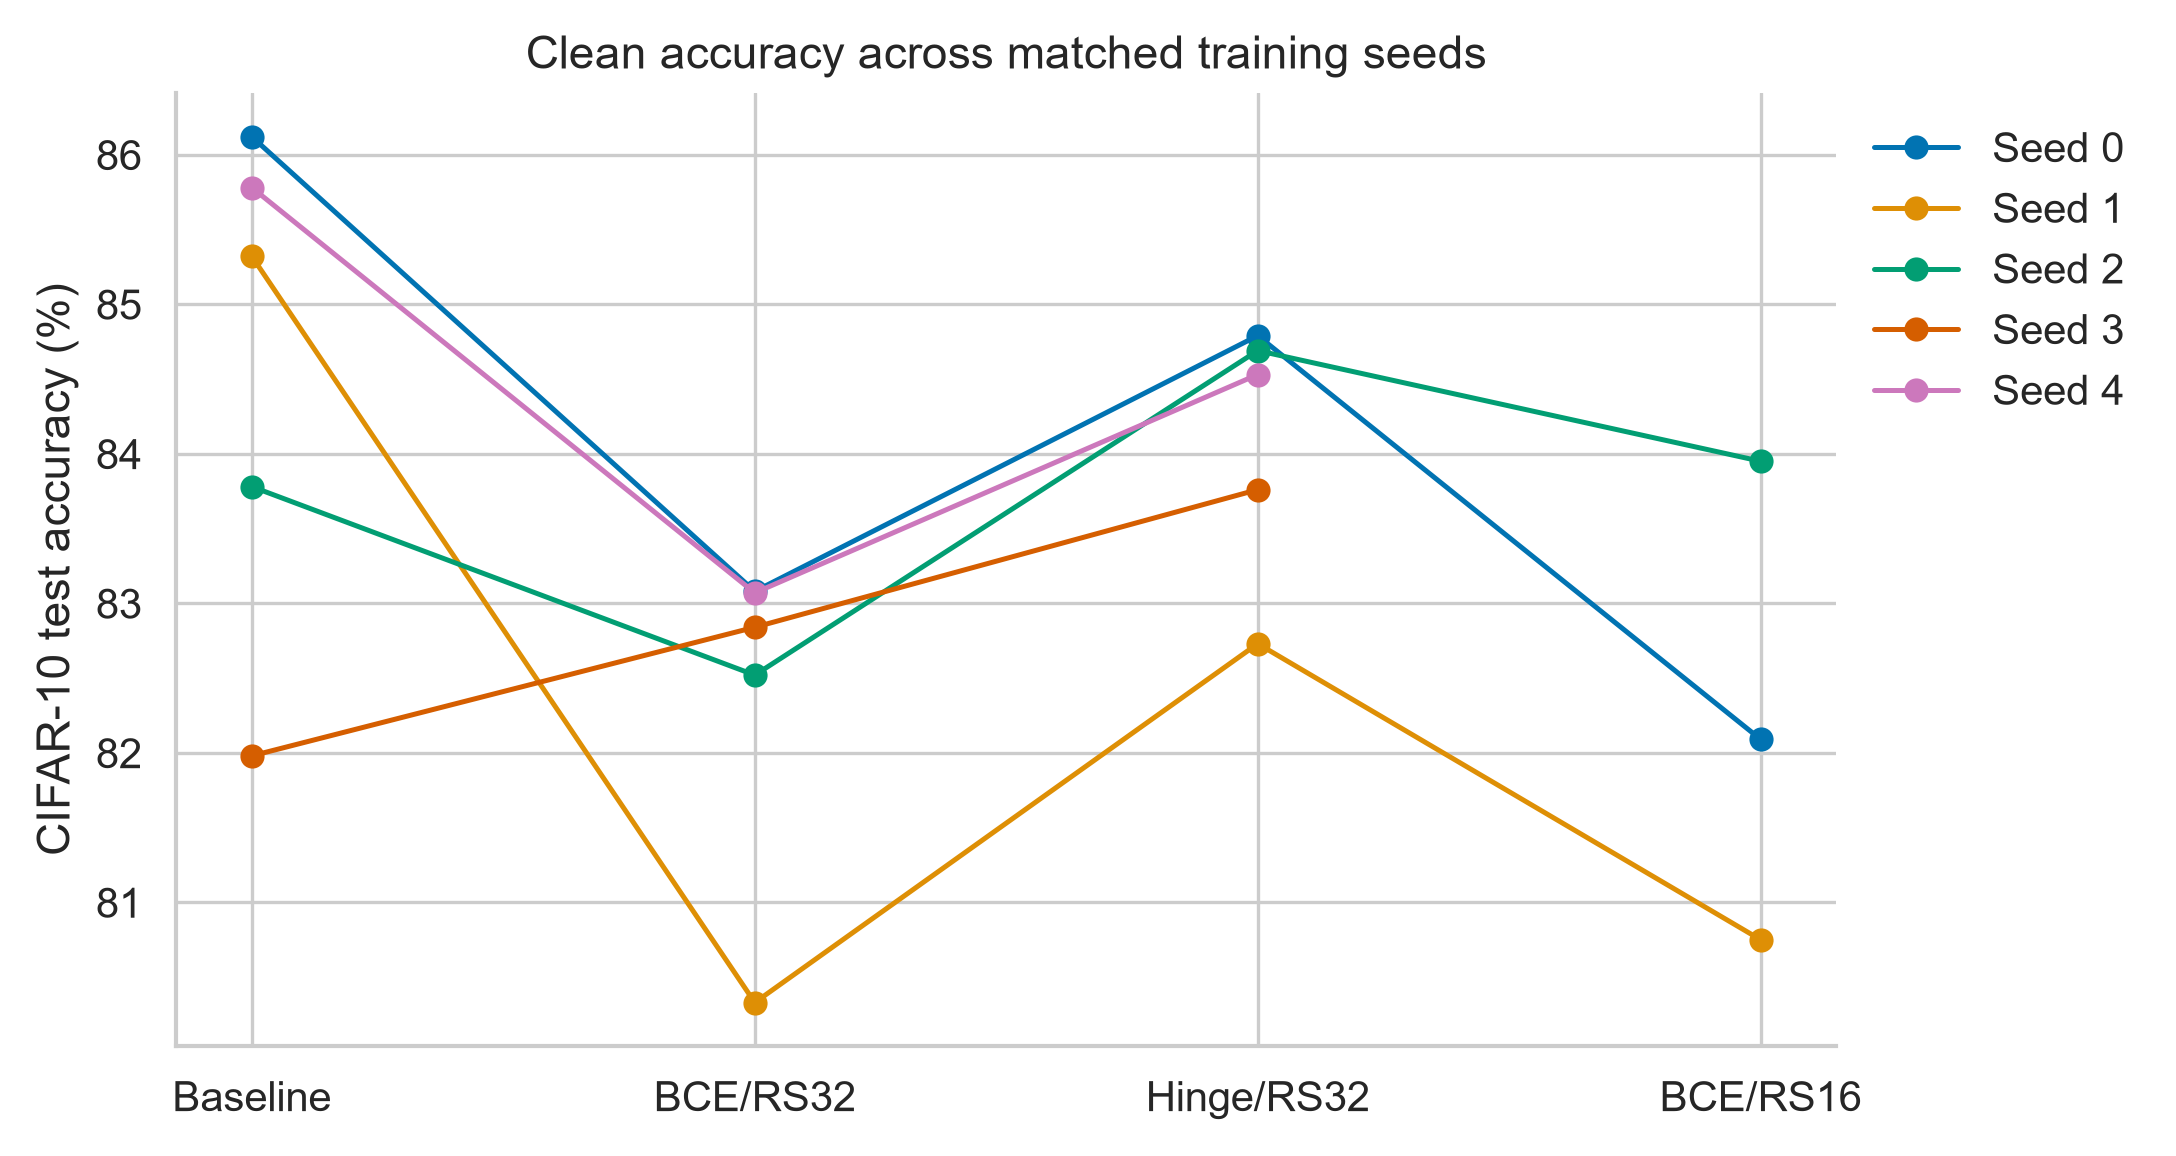 Clean accuracy across matched training seeds
CIFAR-10 test accuracy (%)
86
85
84
83
82
81
Baseline
BCE/RS32
Hinge/RS32
BCE/RS16
Seed 0
Seed 1
Seed 2
Seed 3
Seed 4